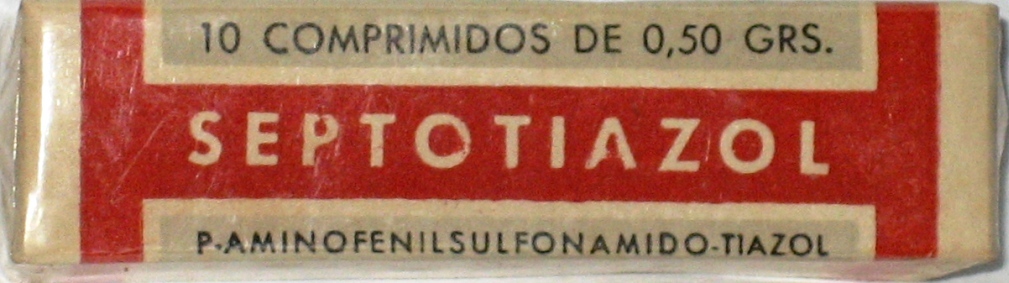 10 COMPRIMIDOS DE 0,50 GRS.
SEPTOTIAZOL
P-AMINOFENILSULFONAMIDO-TIAZOL